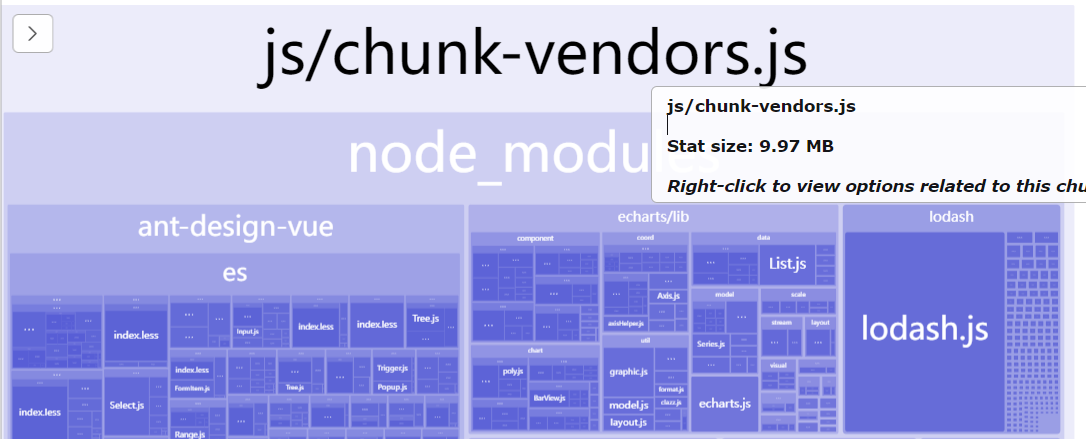 js/chunk-vendors.js
js/chunk-vendors.js
Stat size: 9.97 MB
Right-click to view options related to this chu
node_modules
ant-design-vue
echarts/lib
lodash
es
component
coord
data
List.js
Axis.js
axisHelper.js
model
scale
stream
layout
Series.js
visual
util
graphic.js
format.js
clazz.js
model.js
layout.js
echarts.js
chart
poly.js
BarView.js
lodash.js
index.less
Input.js
index.less
index.less
Tree.js
index.less
FormItem.js
Tree.js
Trigger.js
Popup.js
index.less
Select.js
Range.js